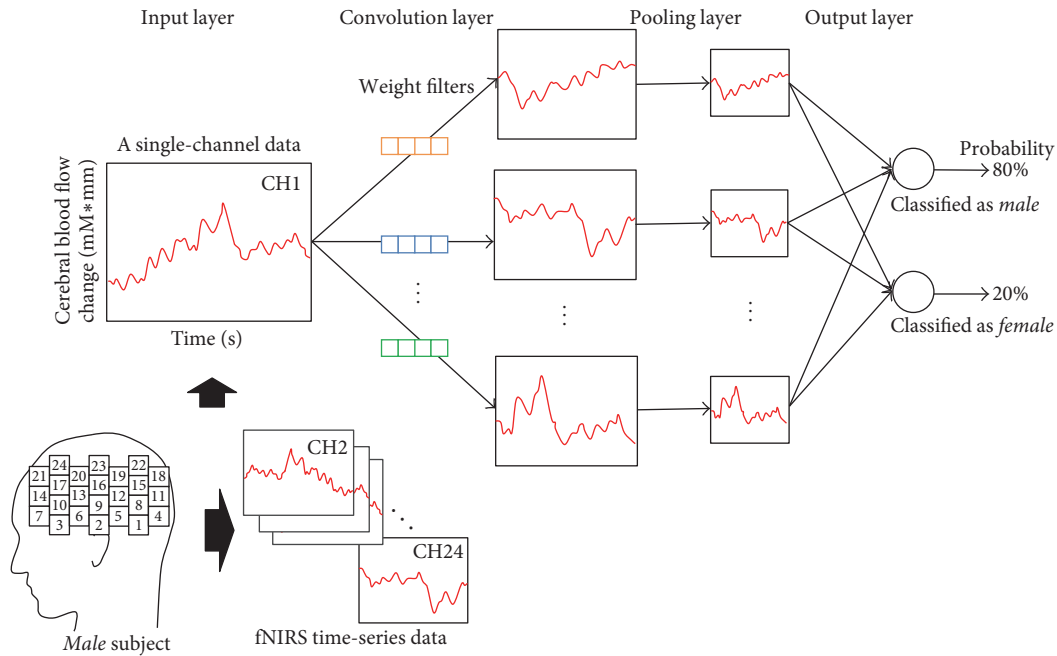 Input layer
Convolution layer
Pooling layer
Output layer
Weight filters
A single-channel data
CH1
Cerebral blood flow
change (mM∗mm)
Time (s)
Probability
80%
Classified as male
20%
Classified as female
24 23 22
21 20 19 18
17 16 15
14 13 12 11
10 9 8
7 6 5 4
3 2 1
Male subject
CH2
CH24
fNIRS time-series data